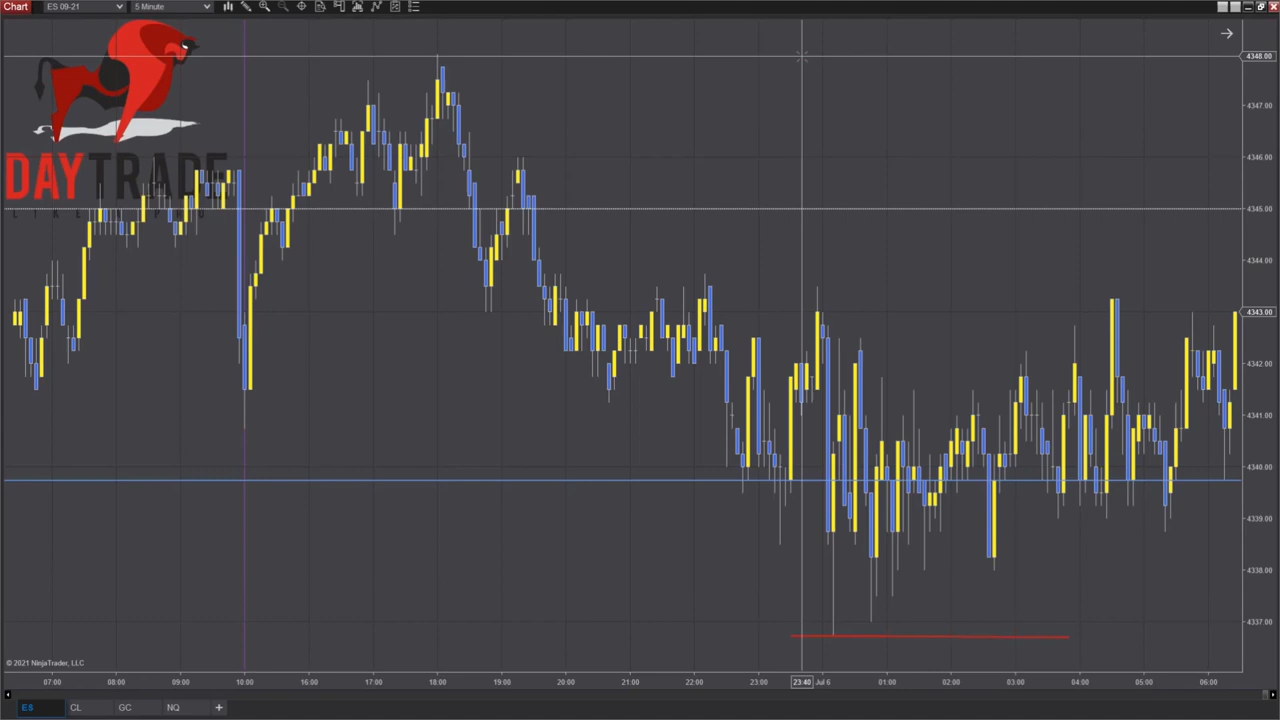 Chart ES 09-21 5 Minute
4348.00
4347.00
DAYTRADE
4346.00
LIKE A PRO
4345.00
4344.00
4343.00
4342.00
4341.00
4340.00
4339.00
4338.00
4337.00
© 2021 NinjaTrader, LLC
07:00 08:00 09:00 10:00 16:00 17:00 18:00 19:00 20:00 21:00 22:00 23:00 23:40 Jul 6 01:00 02:00 03:00 04:00 05:00 06:00
ES CL GC NQ +